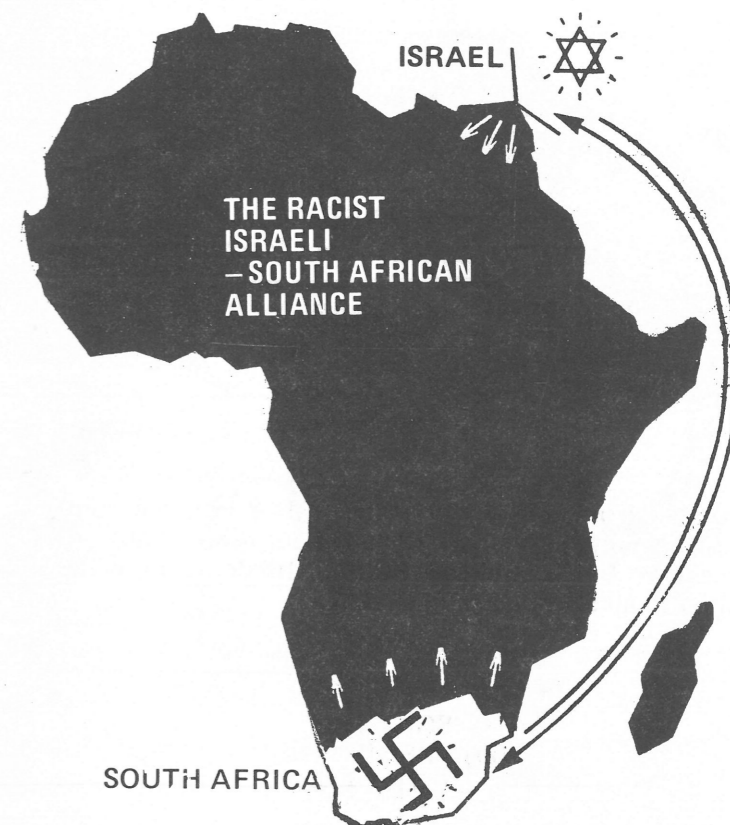 ISRAEL
THE RACIST
ISRAELI
–SOUTH AFRICAN
ALLIANCE
SOUTH AFRICA